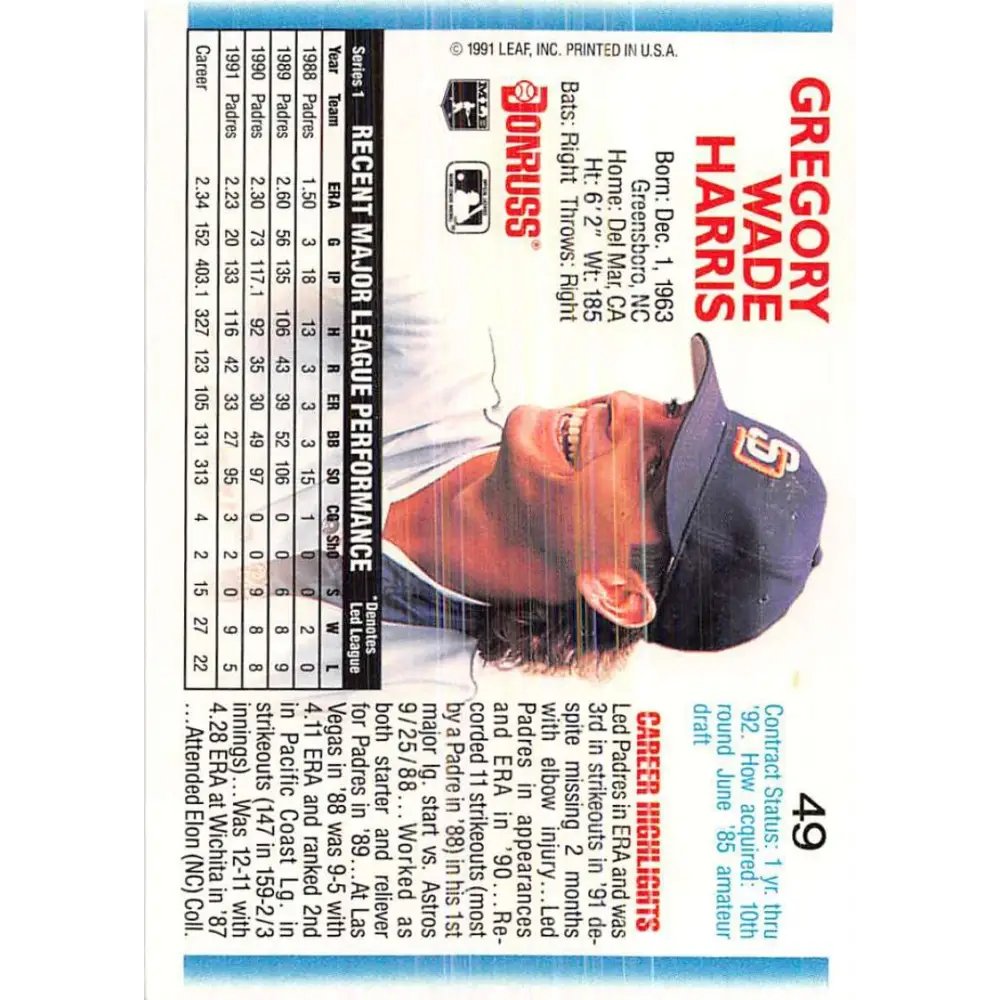 GREGORY
WADE
HARRIS
Born: Dec. 1, 1963
Greensboro, NC
Home: Del Mar, CA
Ht: 6'2" Wt: 185
Bats: Right Throws: Right
DONRUSS®
MLB
© 1991 LEAF, INC. PRINTED IN U.S.A.
SD
49
Contract Status: 1 yr. thru
'92. How acquired: 10th
round June '85 amateur
draft
CAREER HIGHLIGHTS
Led Padres in ERA and was
3rd in strikeouts in '91 de-
spite missing 2 months
with elbow injury...Led
Padres in appearances
and ERA in '90...Re-
corded 11 strikeouts (most
by a Padre in '88) in his 1st
major lg. start vs. Astros
9/25/88...Worked as
both starter and reliever
for Padres in '89...At Las
Vegas in '88 was 9-5 with
4.11 ERA and ranked 2nd
in Pacific Coast Lg. in
strikeouts (147 in 159-2/3
innings)...Was 12-11 with
4.28 ERA at Wichita in '87
...Attended Elon (NC) Coll.
Series 1 RECENT MAJOR LEAGUE PERFORMANCE *Denotes
Led League
Year Team ERA G IP H R ER BB SO CG Sho S W L
1988 Padres 1.50 3 18 13 3 3 3 15 1 0 0 2 0
1989 Padres 2.60 56 135 106 43 39 52 106 0 0 6 8 9
1990 Padres 2.30 73 117.1 92 35 30 49 97 0 0 9 8 8
1991 Padres 2.23 20 133 116 42 33 27 95 3 2 0 9 5
Career 2.34 152 403.1 327 123 105 131 313 4 2 15 27 22